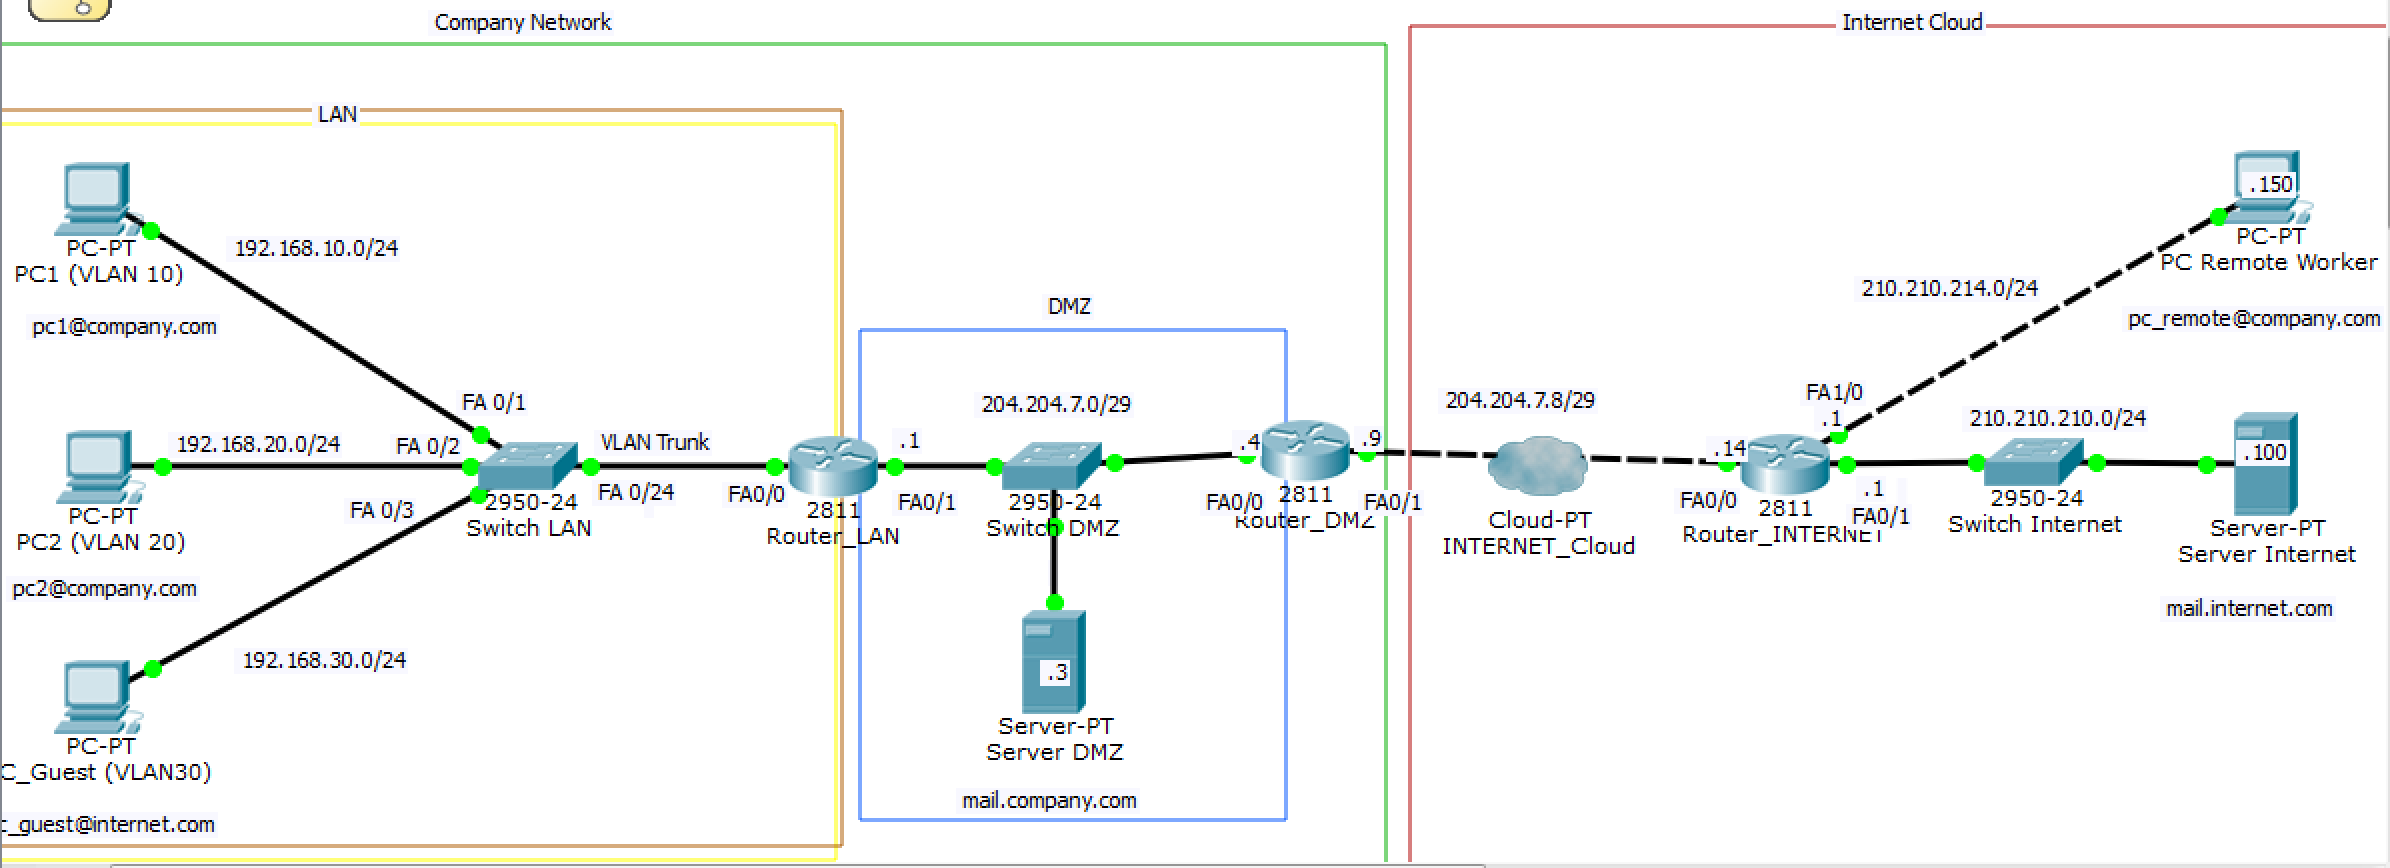 Company Network
Internet Cloud
LAN
PC-PT
PC1 (VLAN 10)
pc1@company.com
192.168.10.0/24
FA 0/1
192.168.20.0/24
FA 0/2
PC-PT
PC2 (VLAN 20)
pc2@company.com
FA 0/3
2950-24
Switch LAN
VLAN Trunk
FA 0/24
FA0/0
192.168.30.0/24
PC-PT
C_Guest (VLAN30)
c_guest@internet.com
2811
Router_LAN
DMZ
.1
FA0/1
204.204.7.0/29
2950-24
Switch DMZ
.3
Server-PT
Server DMZ
mail.company.com
.4
FA0/0
2811
Router_DMZ
.9
FA0/1
204.204.7.8/29
Cloud-PT
INTERNET_Cloud
.14
FA0/0
2811
Router_INTERNET
FA1/0
.1
.1
FA0/1
210.210.214.0/24
.150
PC-PT
PC Remote Worker
pc_remote@company.com
210.210.210.0/24
2950-24
Switch Internet
.100
Server-PT
Server Internet
mail.internet.com